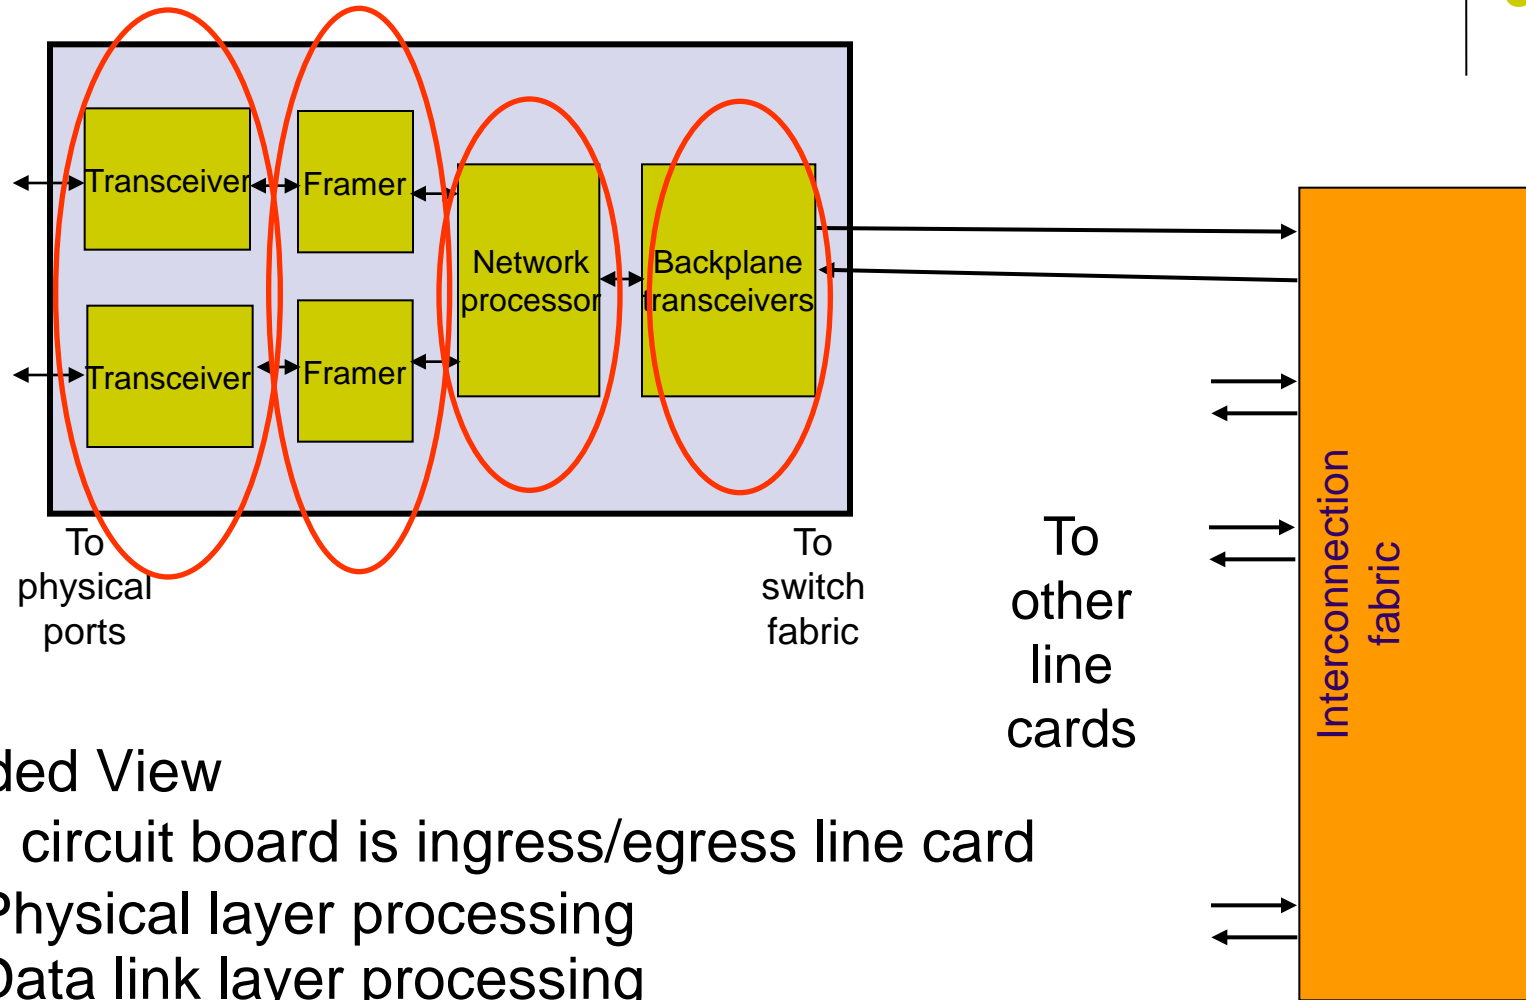 Transceiver
Framer
Network
processor
Backplane
transceivers
Transceiver
Framer
To
physical
ports
To
switch
fabric
To
other
line
cards
Interconnection
fabric
ded View
circuit board is ingress/egress line card
Physical layer processing
Data link layer processing